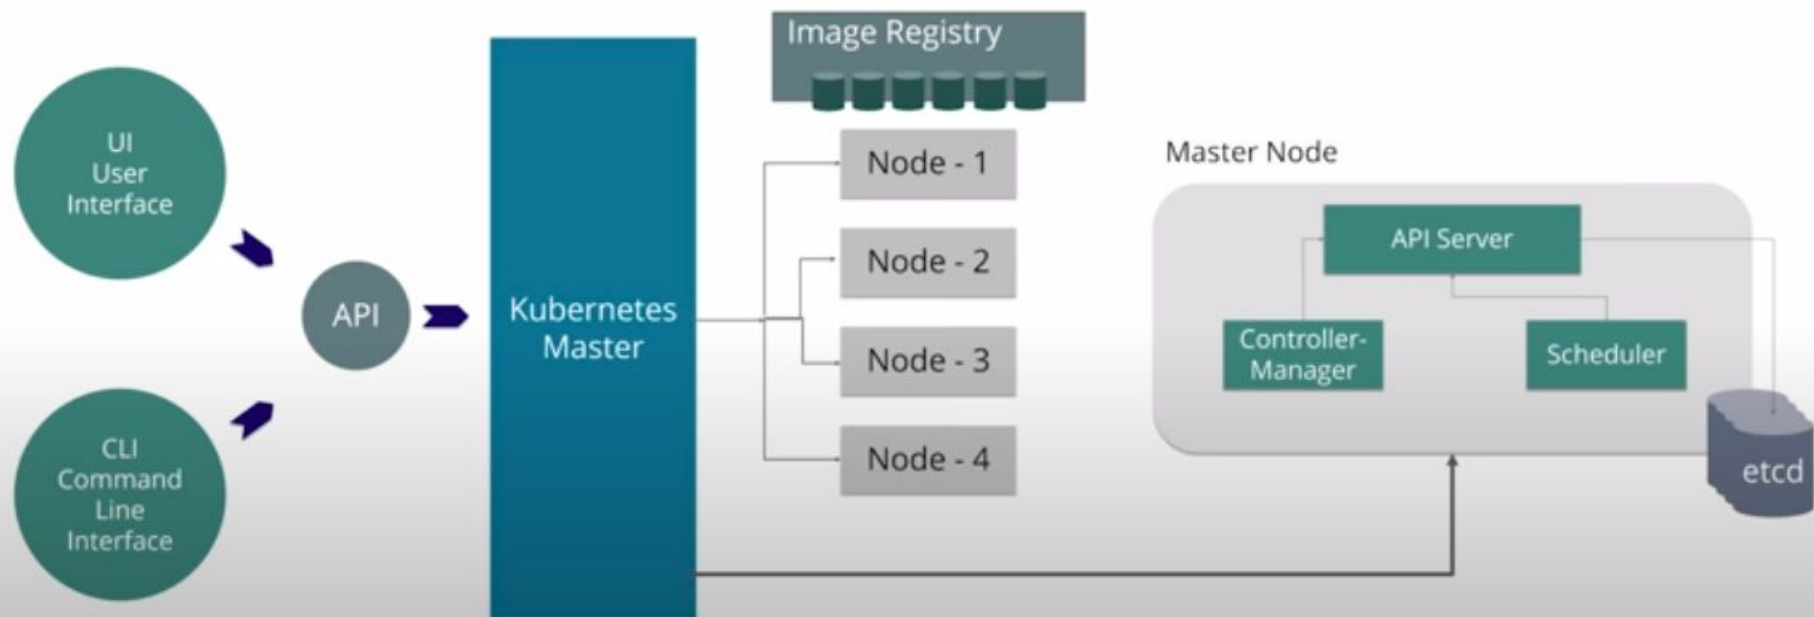 UI
User
Interface
CLI
Command
Line
Interface
API
Kubernetes
Master
Image Registry
Node - 1
Node - 2
Node - 3
Node - 4
Master Node
API Server
Controller-
Manager
Scheduler
etcd